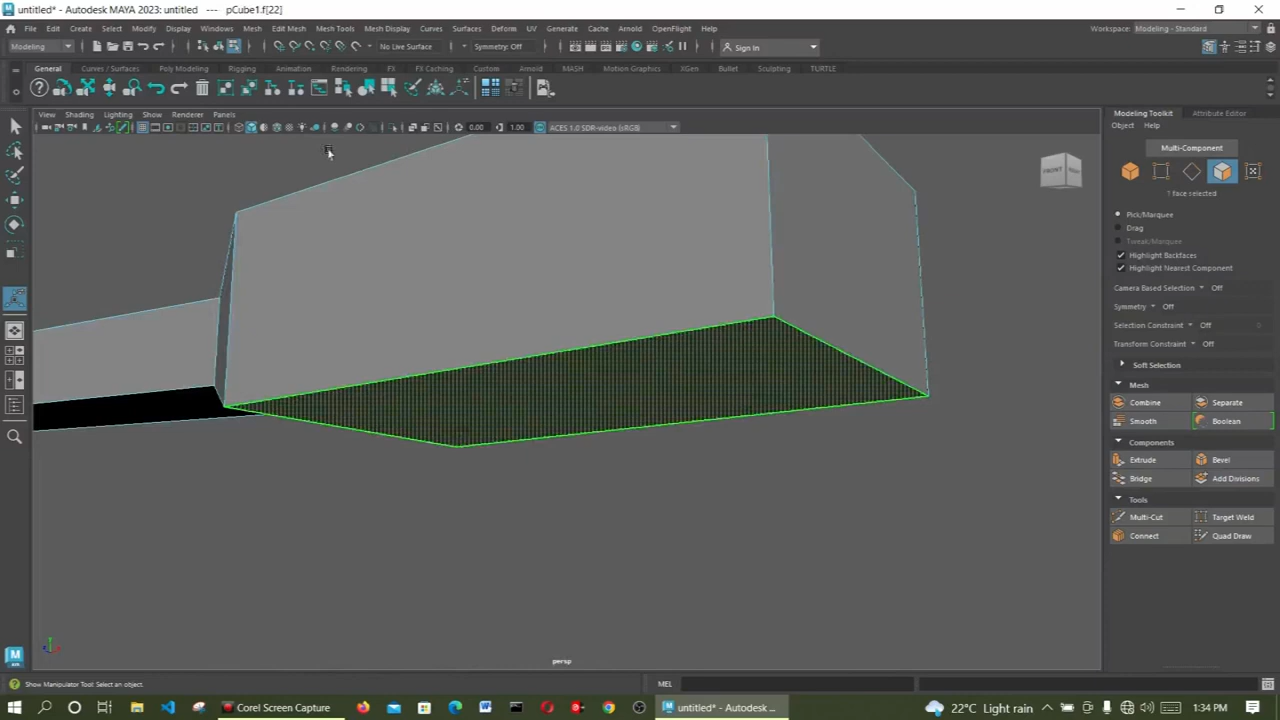 untitled* - Autodesk MAYA 2023: untitled --- pCube1.f[22]
File Edit Create Select Modify Display Windows Mesh Edit Mesh Mesh Tools Mesh Display Curves Surfaces Deform UV Generate Cache Arnold OpenFlight Help
Workspace: Modeling - Standard
Modeling No Live Surface Symmetry: Off Sign In
General Curves / Surfaces Poly Modeling Rigging Animation Rendering FX FX Caching Custom Arnold MASH Motion Graphics XGen Bullet Sculpting TURTLE
View Shading Lighting Show Renderer Panels
0.00 1.00 ACES 1.0 SDR-video (sRGB)
FRONT RIGHT
persp
Modeling Toolkit Attribute Editor
Object Help
Multi-Component
1 face selected
Pick/Marquee
Drag
Tweak/Marquee
Highlight Backfaces
Highlight Nearest Component
Camera Based Selection Off
Symmetry Off
Selection Constraint Off
Transform Constraint Off
Soft Selection
Mesh
Combine Separate
Smooth Boolean
Components
Extrude Bevel
Bridge Add Divisions
Tools
Multi-Cut Target Weld
Connect Quad Draw
Show Manipulator Tool: Select an object.
MEL
Corel Screen Capture
untitled* - Autodesk ...
22°C Light rain
1:34 PM